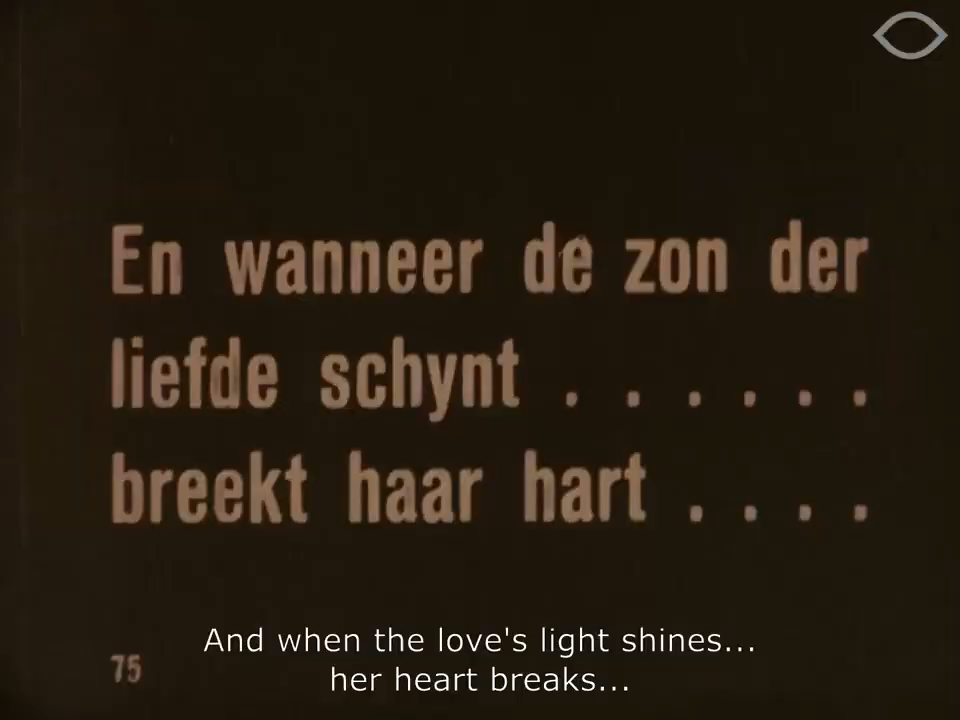 En wanneer de zon der
liefde schynt . . . . . .
breekt haar hart . . . .
And when the love's light shines...
75
her heart breaks...